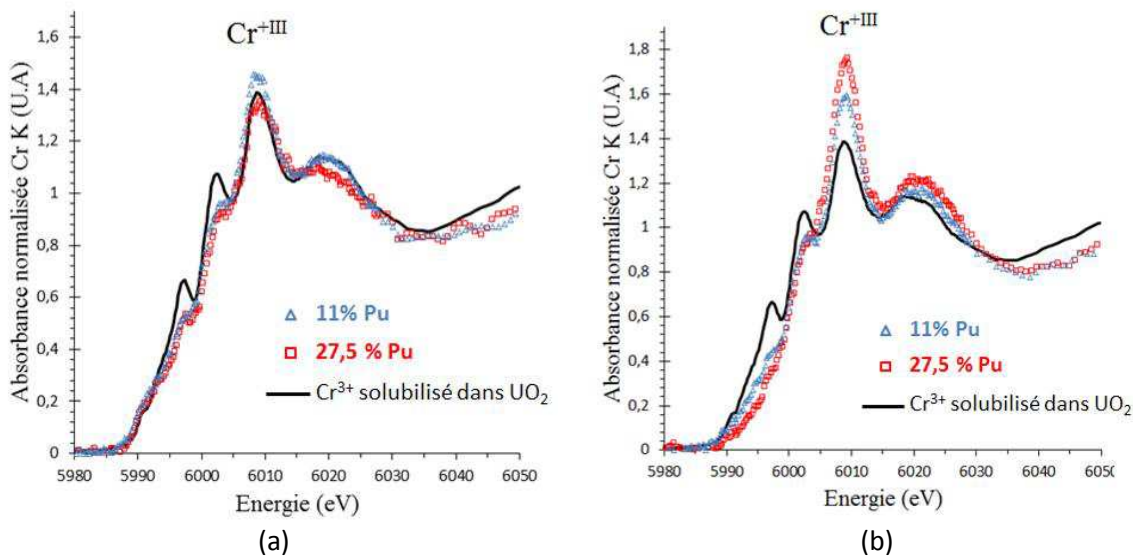 Cr+III
Absorbance normalisée Cr K (U.A)
1,6
1,4
1,2
1
0,8
0,6
0,4
0,2
0
11% Pu
27,5 % Pu
Cr3+ solubilisé dans UO2
5980 5990 6000 6010 6020 6030 6040 6050
Energie (eV)
(a)
Cr+III
Absorbance normalisée Cr K (U.A)
1,8
1,6
1,4
1,2
1
0,8
0,6
0,4
0,2
0
11% Pu
27,5 % Pu
Cr3+ solubilisé dans UO2
5980 5990 6000 6010 6020 6030 6040 6050
Energie (eV)
(b)